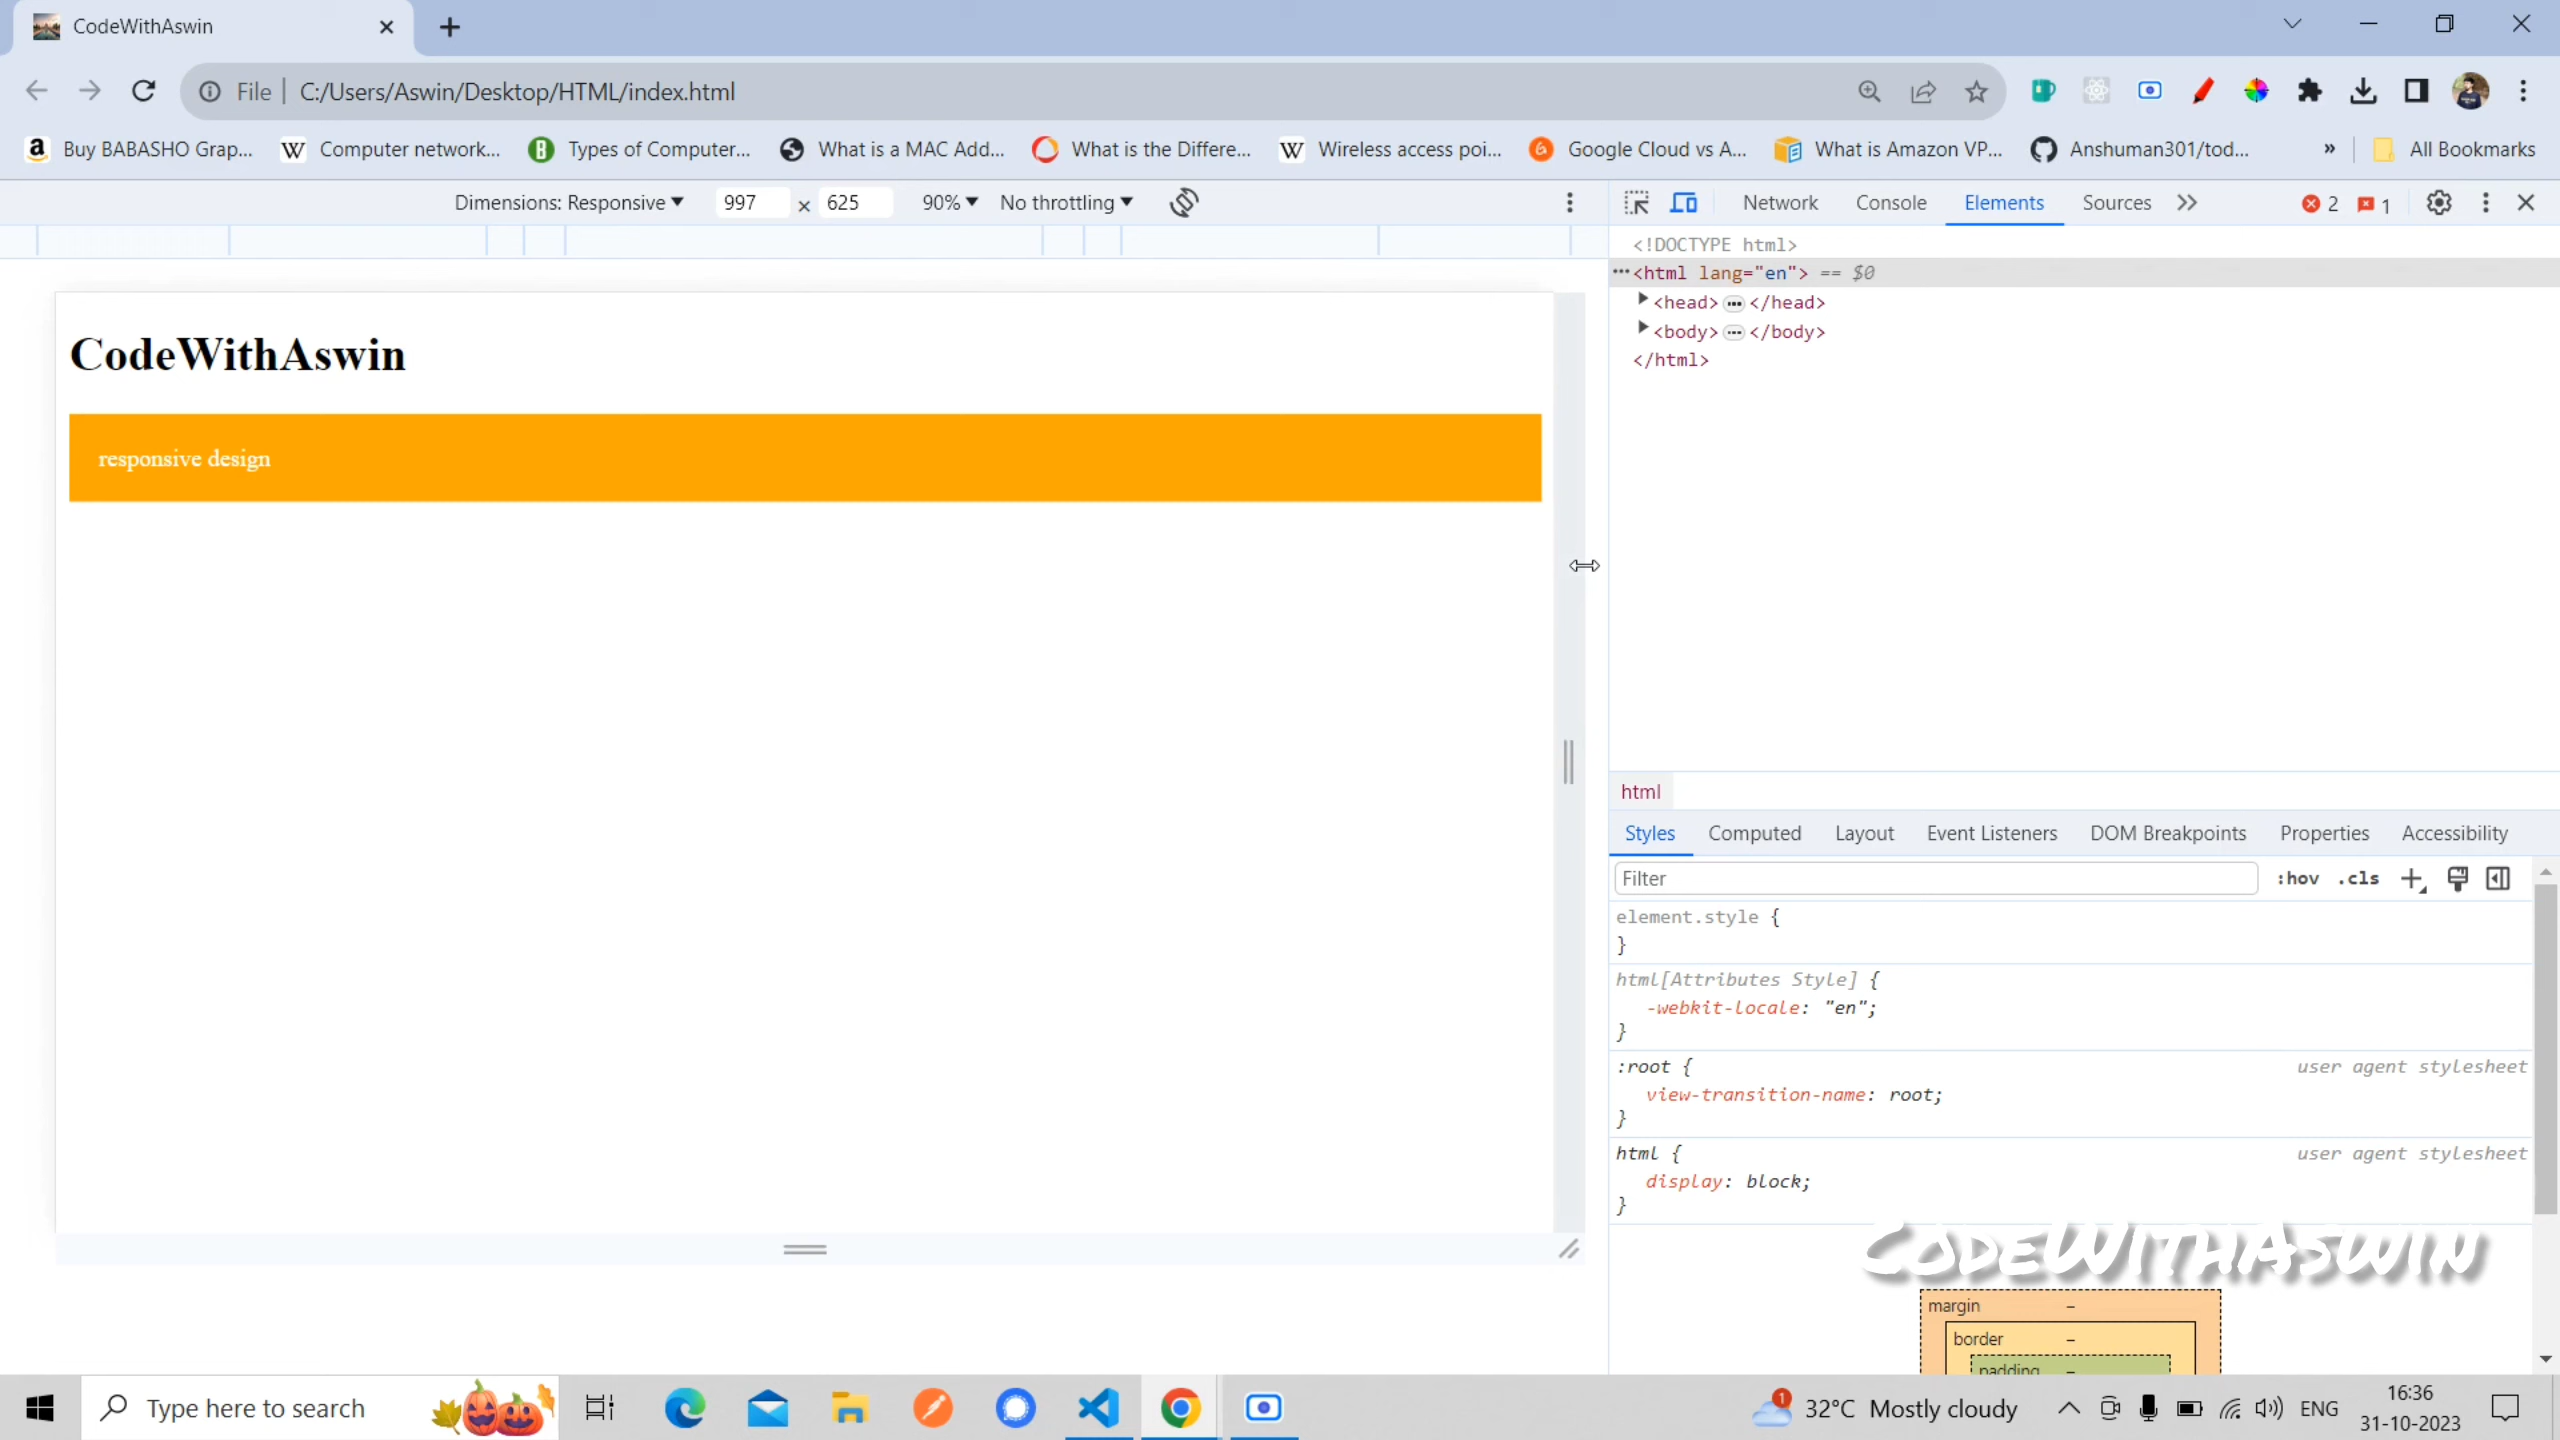 CodeWithAswin
File | C:/Users/Aswin/Desktop/HTML/index.html
Buy BABASHO Grap... Computer network... Types of Computer... What is a MAC Add... What is the Differe... Wireless access poi... Google Cloud vs A... What is Amazon VP... Anshuman301/tod... » All Bookmarks
Dimensions: Responsive 997 × 625 90% No throttling
Network Console Elements Sources 2 1
<!DOCTYPE html>
<html lang="en"> == $0
<head> </head>
<body> </body>
</html>
CodeWithAswin
responsive design
html
Styles Computed Layout Event Listeners DOM Breakpoints Properties Accessibility
Filter :hov .cls
element.style {
}
html[Attributes Style] {
-webkit-locale: "en";
}
:root { user agent stylesheet
view-transition-name: root;
}
html { user agent stylesheet
display: block;
}
CodeWithAswin
margin –
border –
padding –
Type here to search
1 32°C Mostly cloudy ENG
16:36
31-10-2023